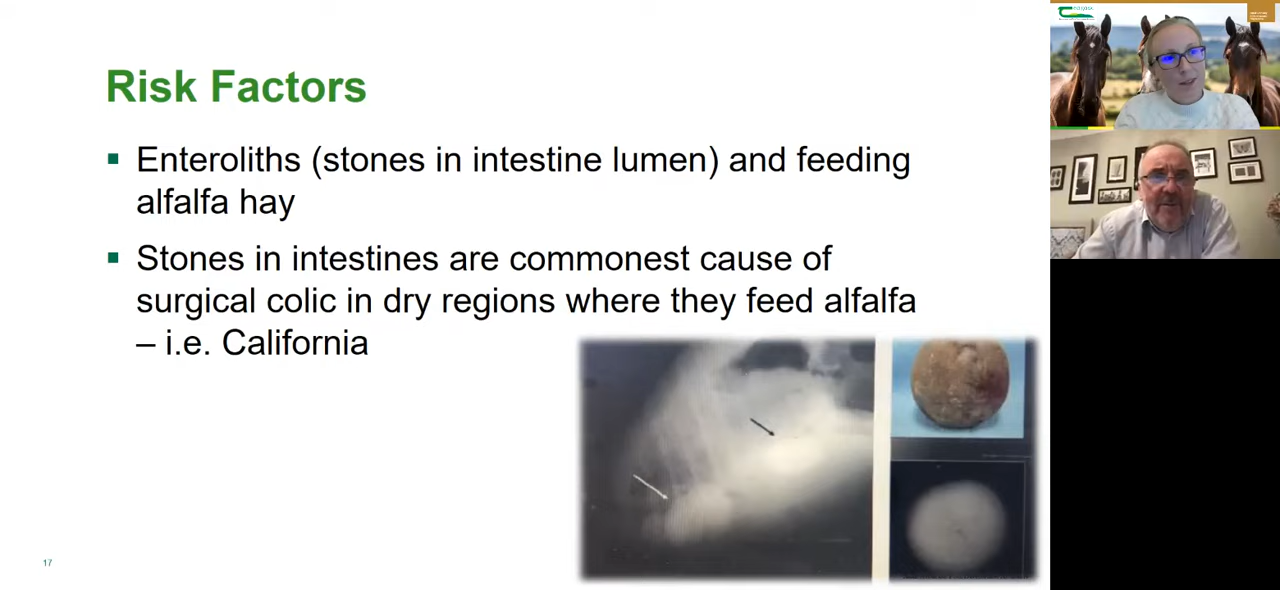 Risk Factors
▪ Enteroliths (stones in intestine lumen) and feeding
alfalfa hay
▪ Stones in intestines are commonest cause of
surgical colic in dry regions where they feed alfalfa
– i.e. California
17